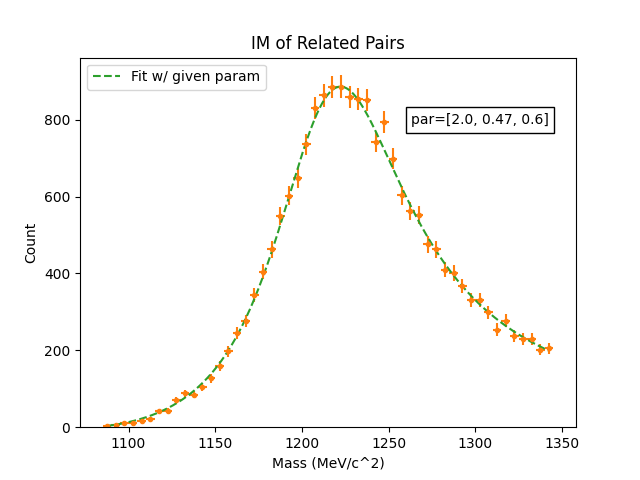 IM of Related Pairs
Fit w/ given param
par=[2.0, 0.47, 0.6]
Count
800
600
400
200
0
1100 1150 1200 1250 1300 1350
Mass (MeV/c^2)